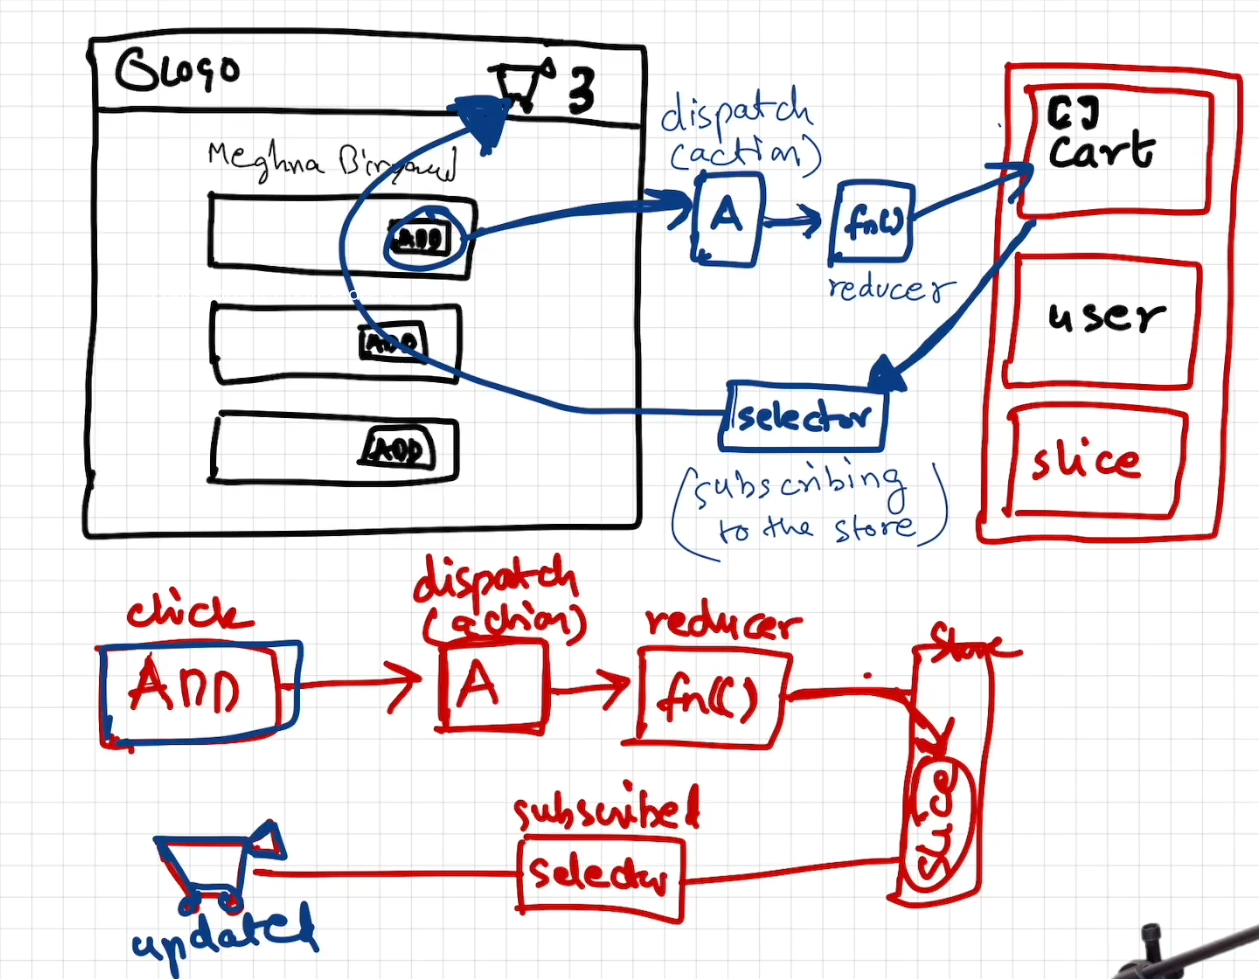 Logo
3
Meghna Biryani
ADD
ADD
ADD
dispatch
(action)
A
fn()
reducer
[]
Cart
user
slice
selector
(subscribing
to the store)
click
ADD
dispatch
(action)
A
reducer
fn()
Store
slice
subscribed
selector
updated